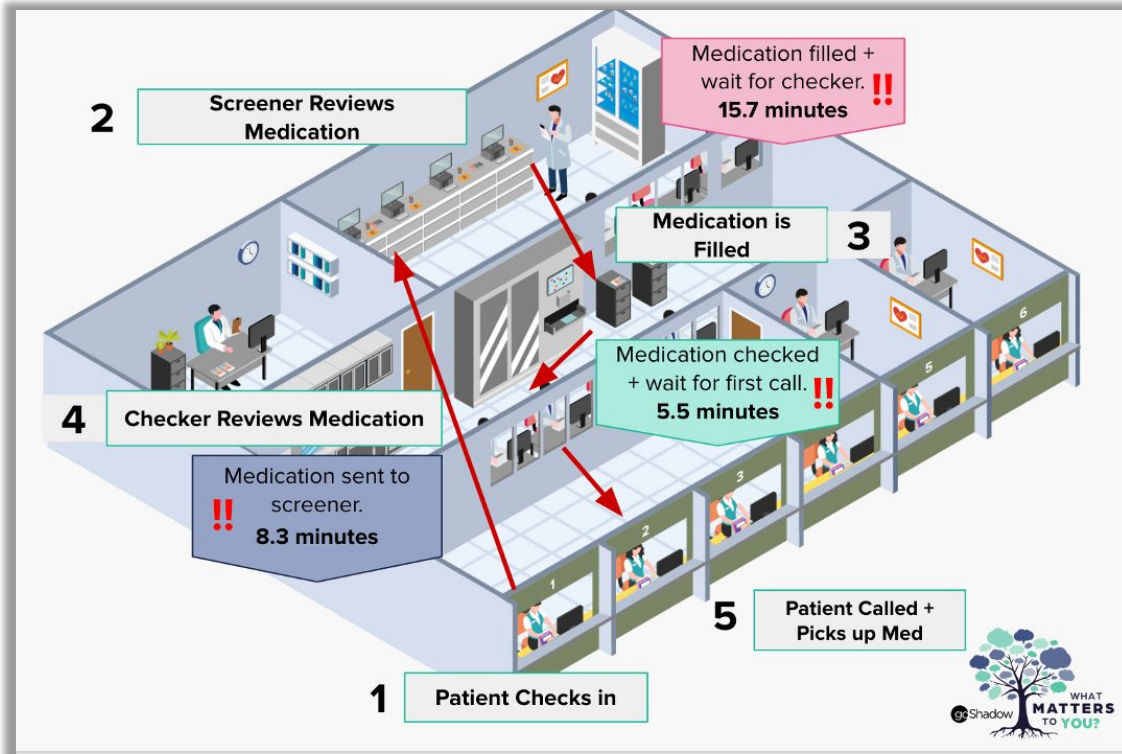 2
Screener Reviews
Medication
Medication filled +
wait for checker.
15.7 minutes
!!
Medication is
Filled
3
Medication checked
+ wait for first call.
5.5 minutes
!!
4
Checker Reviews Medication
Medication sent to
screener.
!!
8.3 minutes
1
2
3
5
6
5
Patient Called +
Picks up Med
1
Patient Checks in
goShadow
WHAT
MATTERS
TO YOU?